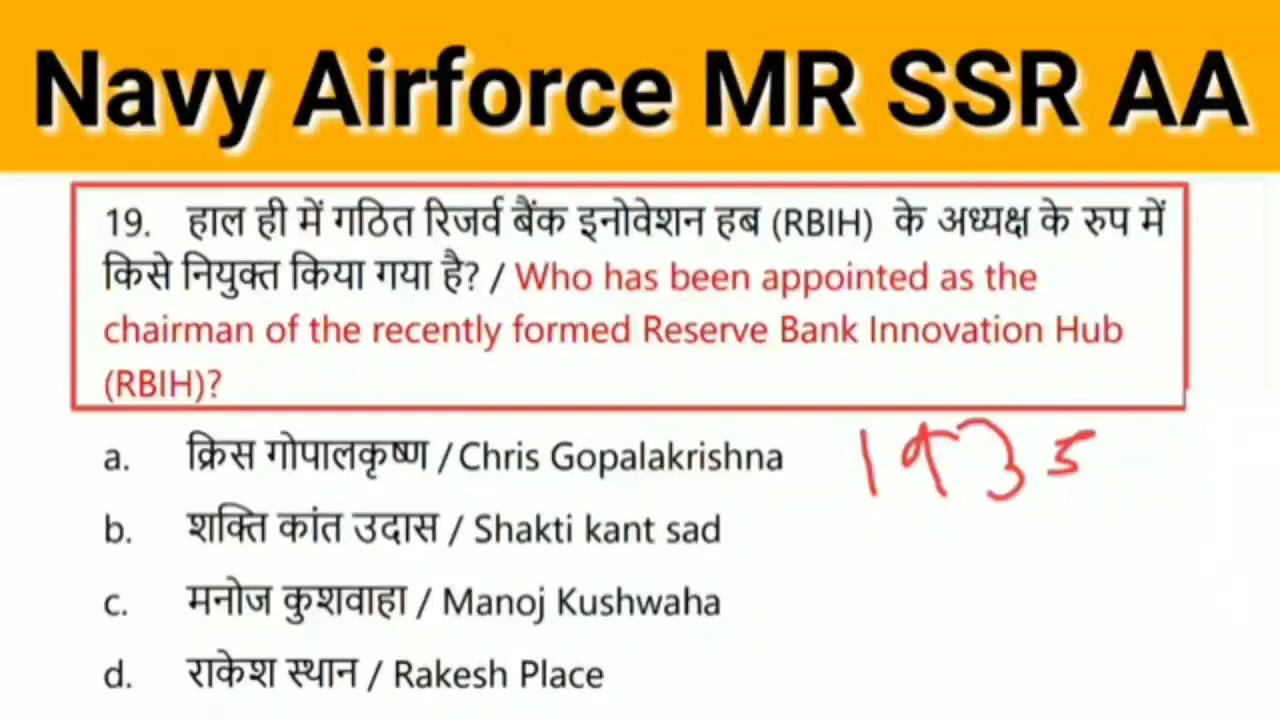 Navy Airforce MR SSR AA
19. हाल ही में गठित रिजर्व बैंक इनोवेशन हब (RBIH) के अध्यक्ष के रुप में
किसे नियुक्त किया गया है? / Who has been appointed as the
chairman of the recently formed Reserve Bank Innovation Hub
(RBIH)?
a. क्रिस गोपालकृष्ण / Chris Gopalakrishna 1935
b. शक्ति कांत उदास / Shakti kant sad
c. मनोज कुशवाहा / Manoj Kushwaha
d. राकेश स्थान / Rakesh Place